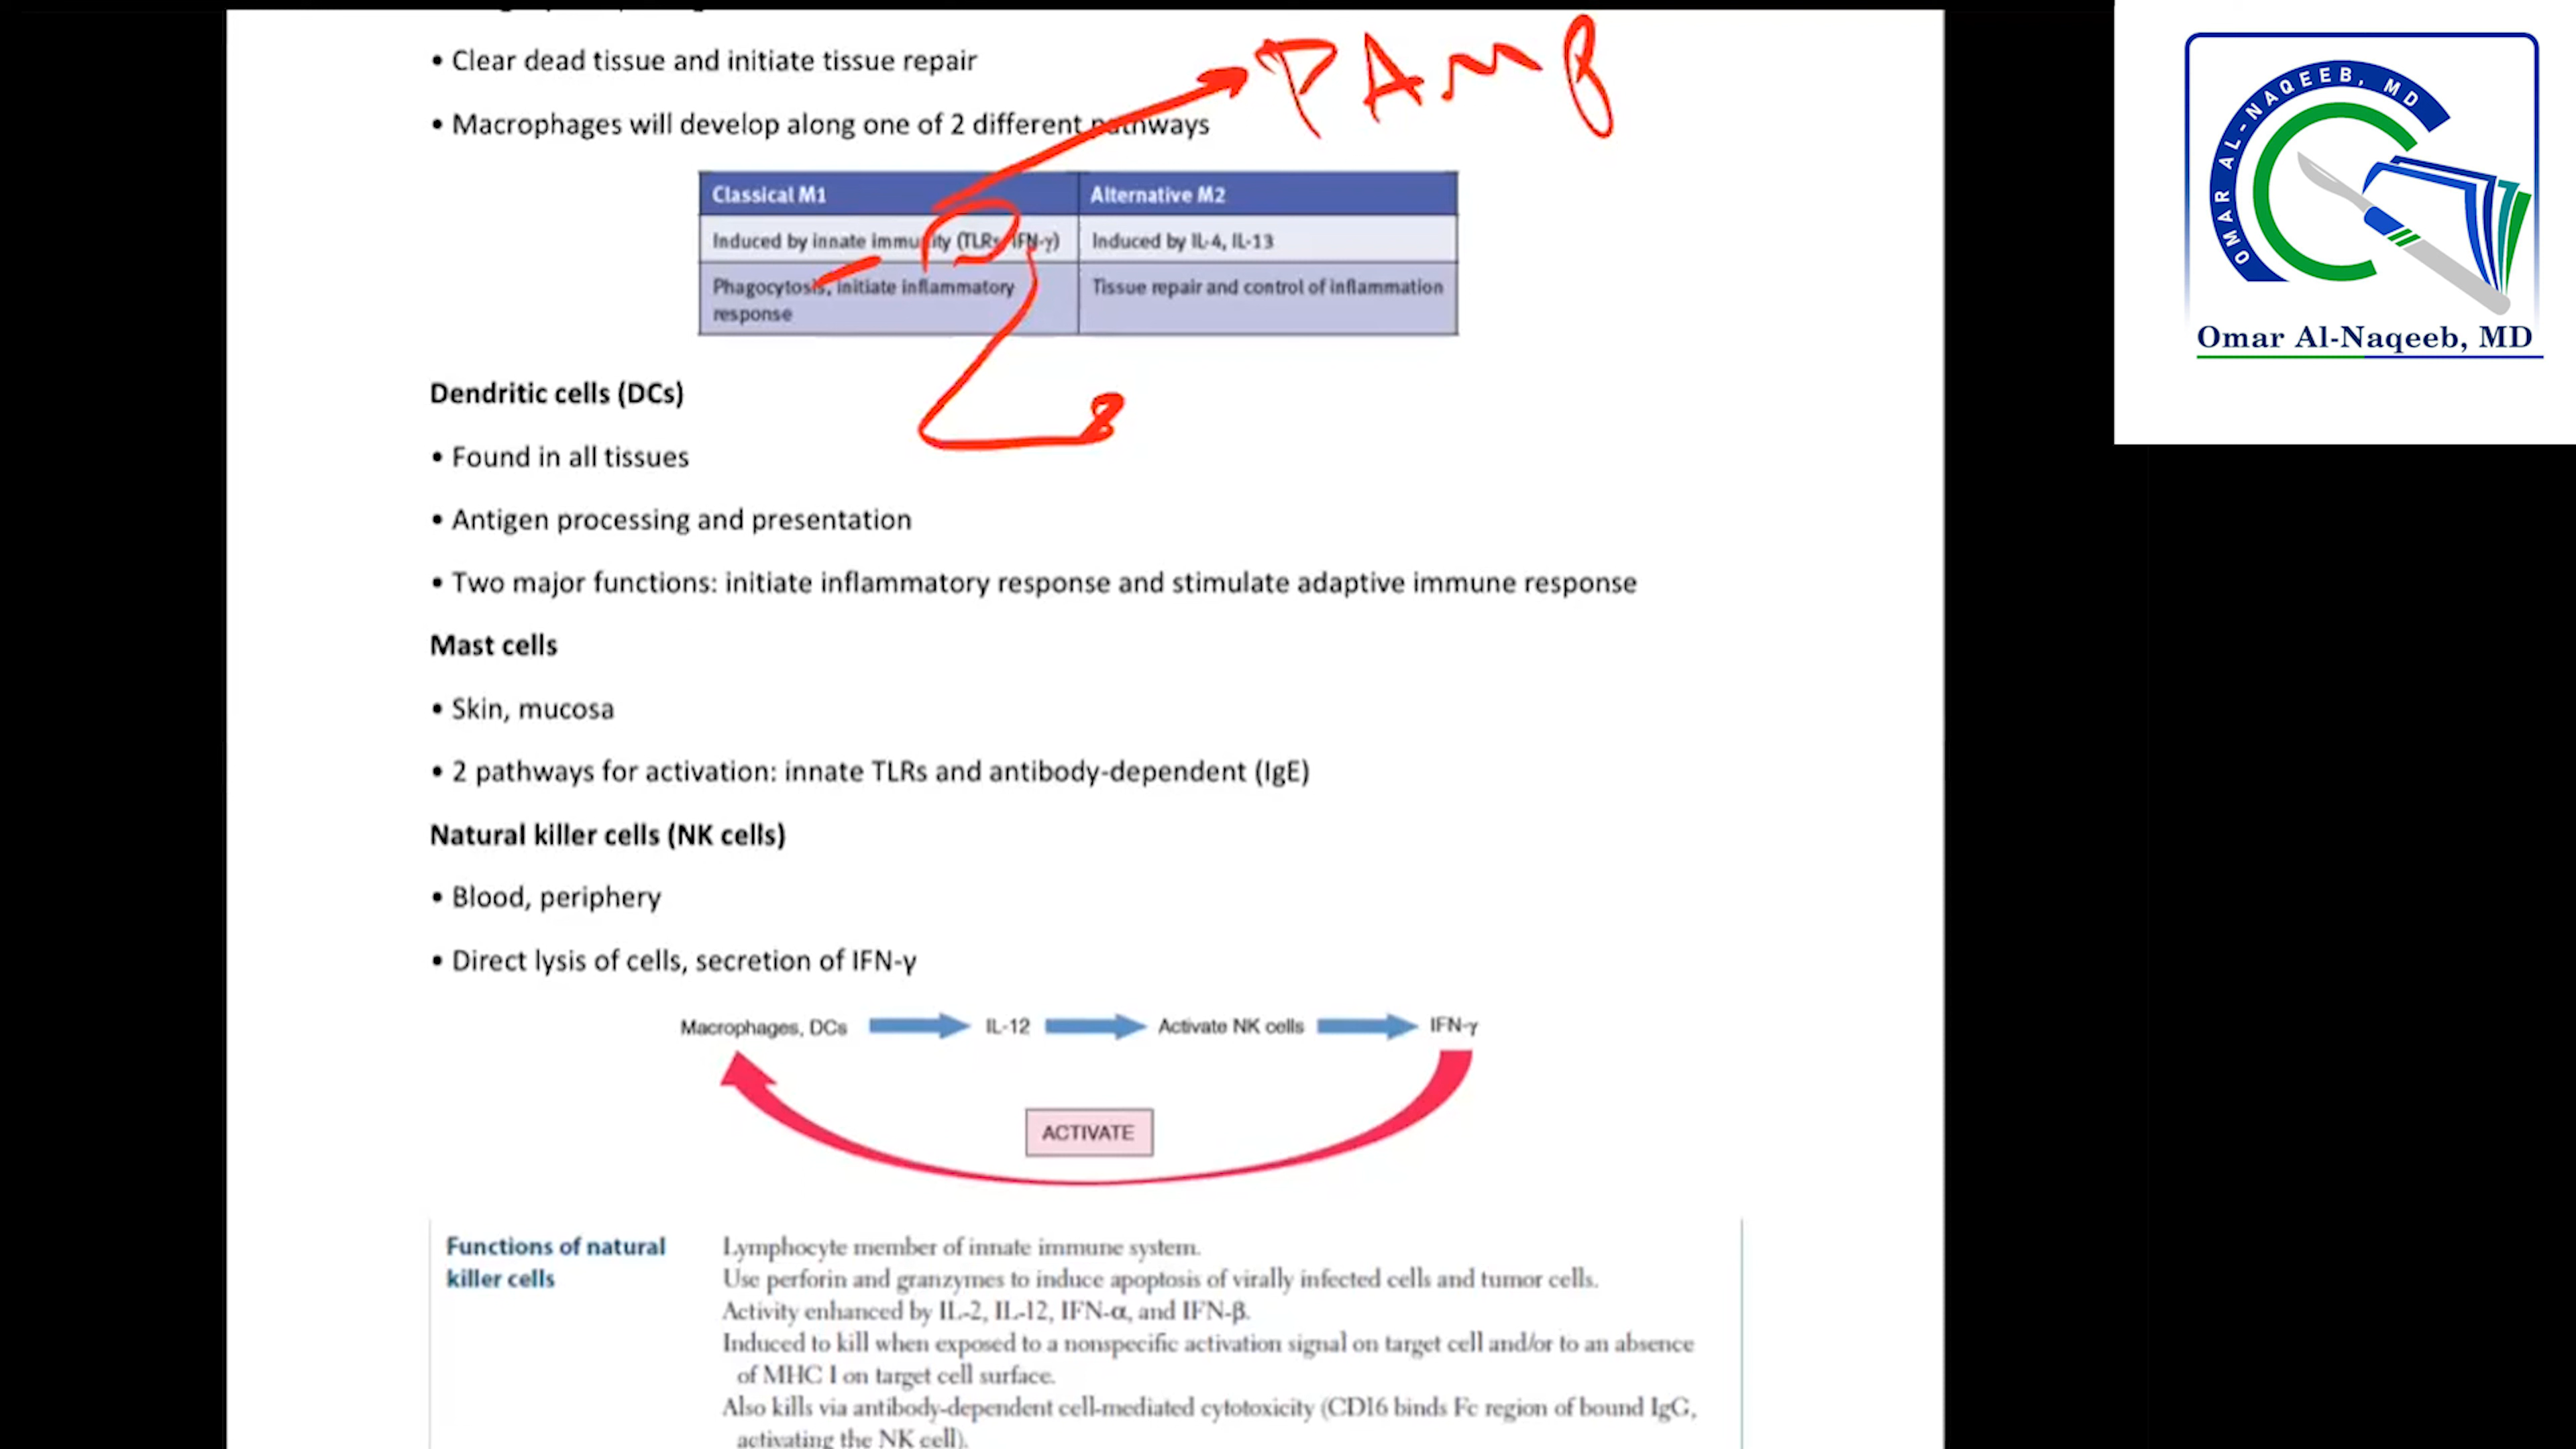 • Clear dead tissue and initiate tissue repair
PAMP
• Macrophages will develop along one of 2 different pathways
Classical M1
Alternative M2
Induced by innate immunity (TLRs, IFN-γ)
Induced by IL-4, IL-13
Phagocytosis, initiate inflammatory
response
Tissue repair and control of inflammation
Dendritic cells (DCs)
• Found in all tissues
• Antigen processing and presentation
• Two major functions: initiate inflammatory response and stimulate adaptive immune response
Mast cells
• Skin, mucosa
• 2 pathways for activation: innate TLRs and antibody-dependent (IgE)
Natural killer cells (NK cells)
• Blood, periphery
• Direct lysis of cells, secretion of IFN-γ
Macrophages, DCs
IL-12
Activate NK cells
IFN-γ
ACTIVATE
Functions of natural
killer cells
Lymphocyte member of innate immune system.
Use perforin and granzymes to induce apoptosis of virally infected cells and tumor cells.
Activity enhanced by IL-2, IL-12, IFN-α, and IFN-β.
Induced to kill when exposed to a nonspecific activation signal on target cell and/or to an absence
of MHC I on target cell surface.
Also kills via antibody-dependent cell-mediated cytotoxicity (CD16 binds Fc region of bound IgG,
activating the NK cell).
OMAR AL-NAQEEB, MD
Omar Al-Naqeeb, MD